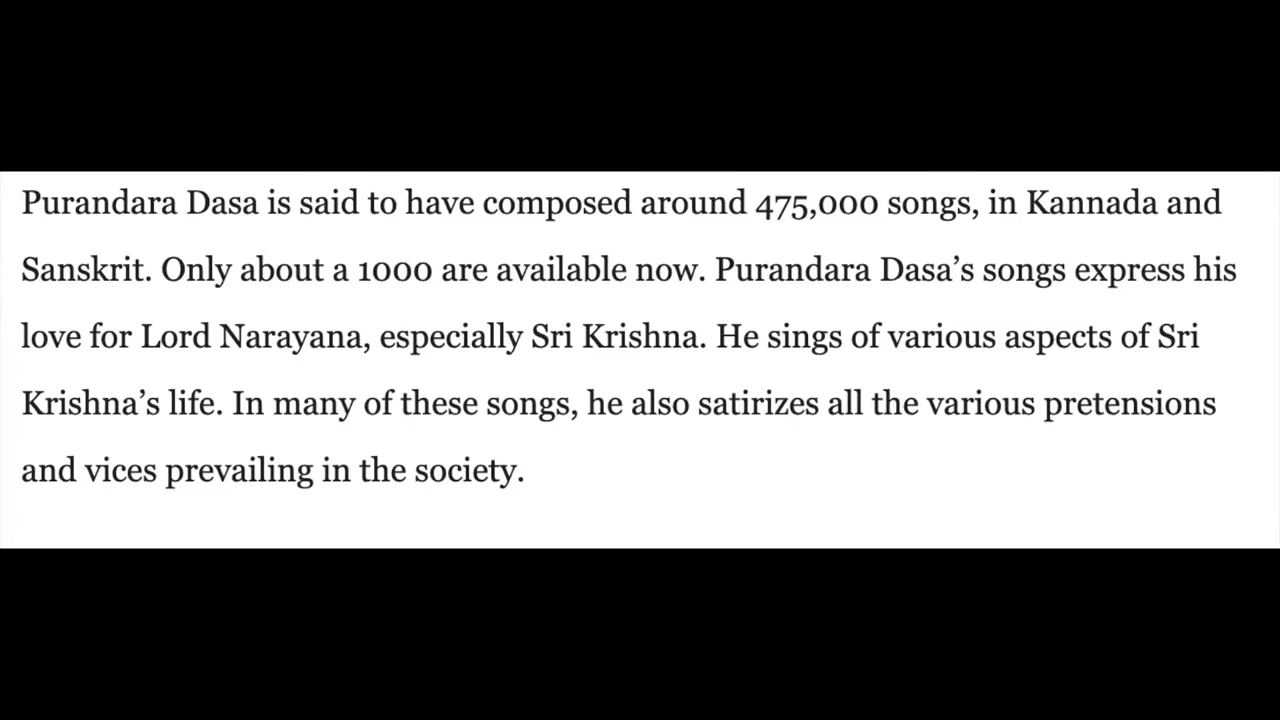 Purandara Dasa is said to have composed around 475,000 songs, in Kannada and
Sanskrit. Only about a 1000 are available now. Purandara Dasa’s songs express his
love for Lord Narayana, especially Sri Krishna. He sings of various aspects of Sri
Krishna’s life. In many of these songs, he also satirizes all the various pretensions
and vices prevailing in the society.